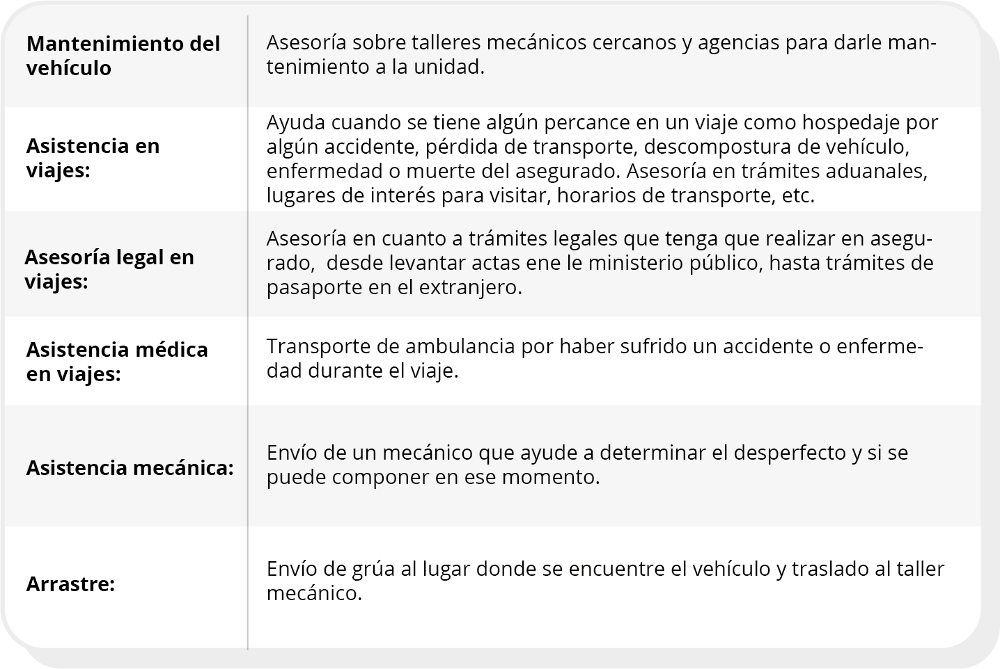 Mantenimiento del
vehículo
Asesoría sobre talleres mecánicos cercanos y agencias para darle man-
tenimiento a la unidad.
Asistencia en
viajes:
Ayuda cuando se tiene algún percance en un viaje como hospedaje por
algún accidente, pérdida de transporte, descompostura de vehículo,
enfermedad o muerte del asegurado. Asesoría en trámites aduanales,
lugares de interés para visitar, horarios de transporte, etc.
Asesoría legal en
viajes:
Asesoría en cuanto a trámites legales que tenga que realizar en asegu-
rado,  desde levantar actas ene le ministerio público, hasta trámites de
pasaporte en el extranjero.
Asistencia médica
en viajes:
Transporte de ambulancia por haber sufrido un accidente o enferme-
dad durante el viaje.
Asistencia mecánica:
Envío de un mecánico que ayude a determinar el desperfecto y si se
puede componer en ese momento.
Arrastre:
Envío de grúa al lugar donde se encuentre el vehículo y traslado al taller
mecánico.